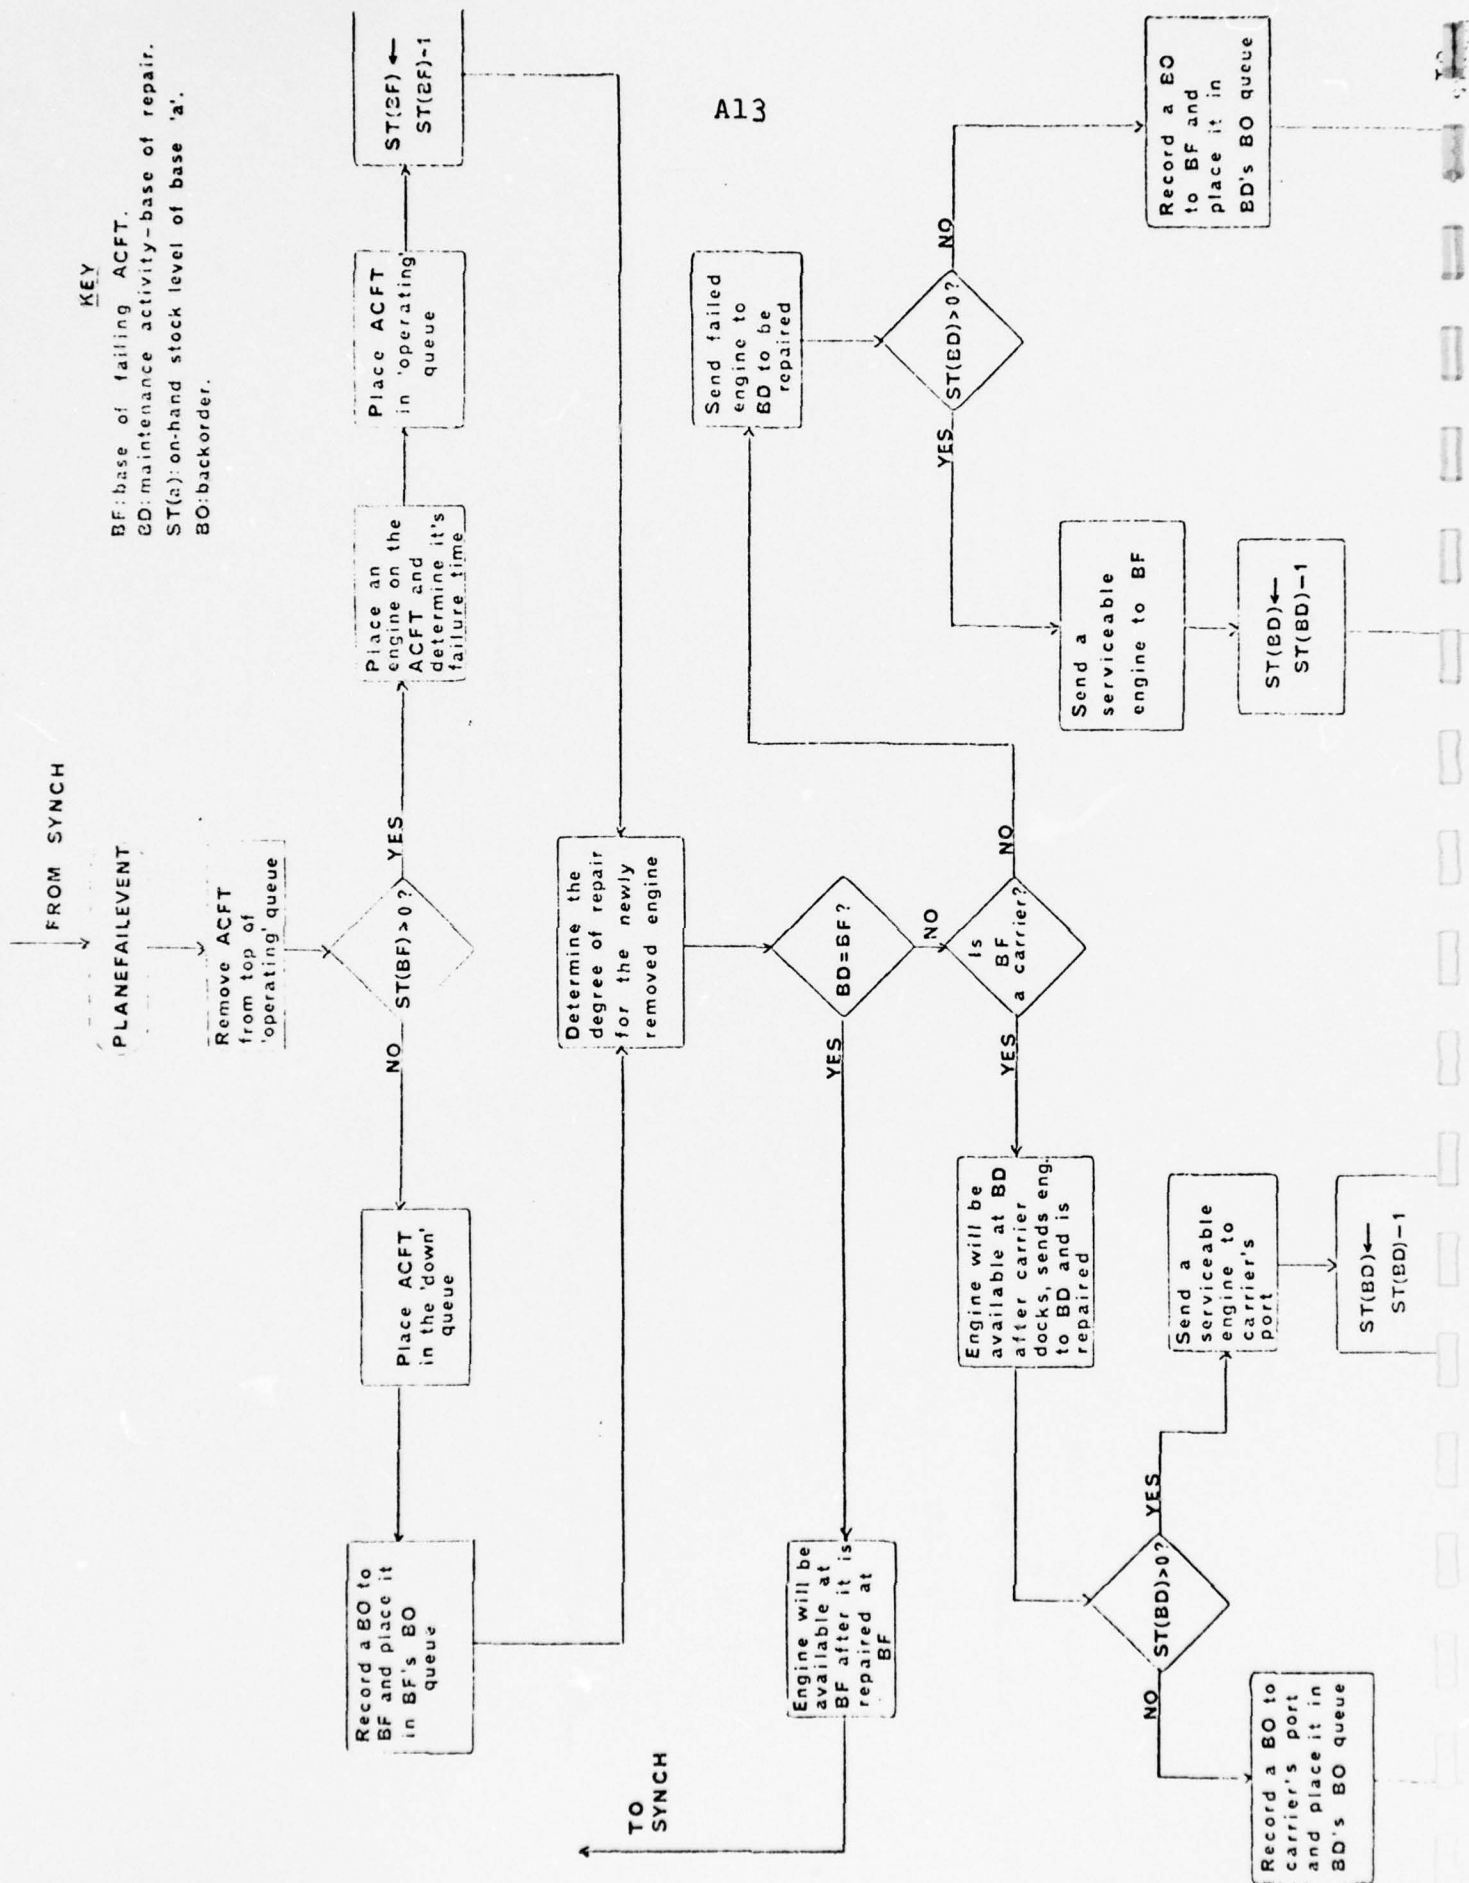 A13
KEY
BF: base of failing ACFT.
BD: maintenance activity-base of repair.
ST(a): on-hand stock level of base 'a'.
BO: backorder.
FROM SYNCH
PLANEFAILEVENT
Remove ACFT
from top of
'operating' queue
ST(BF)>0?
NO
YES
Place an
engine on the
ACFT and
determine it's
failure time
Place ACFT
in 'operating'
queue
ST(BF)←
ST(BF)-1
Place ACFT
in the 'down'
queue
Record a BO to
BF and place it
in BF's BO
queue
Determine the
degree of repair
for the newly
removed engine
BD=BF?
YES
NO
Engine will be
available at
BF after it is
repaired at
BF
TO
SYNCH
Is
BF
a carrier?
YES
NO
Send failed
engine to
BD to be
repaired
ST(BD)>0?
YES
NO
Send a
serviceable
engine to BF
ST(BD)←
ST(BD)-1
Record a BO
to BF and
place it in
BD's BO queue
Engine will be
available at BD
after carrier
docks, sends eng.
to BD and is
repaired
ST(BD)>0?
NO
YES
Send a
serviceable
engine to
carrier's
port
ST(BD)←
ST(BD)-1
Record a BO to
carrier's port
and place it in
BD's BO queue